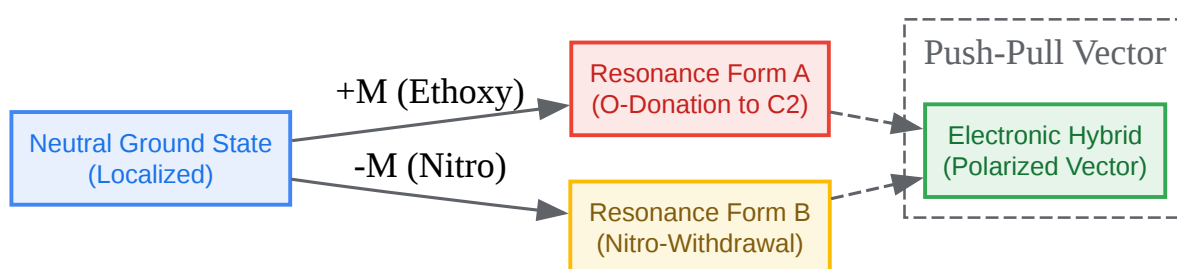 Neutral Ground State
(Localized)
+M (Ethoxy)
-M (Nitro)
Resonance Form A
(O-Donation to C2)
Resonance Form B
(Nitro-Withdrawal)
Push-Pull Vector
Electronic Hybrid
(Polarized Vector)